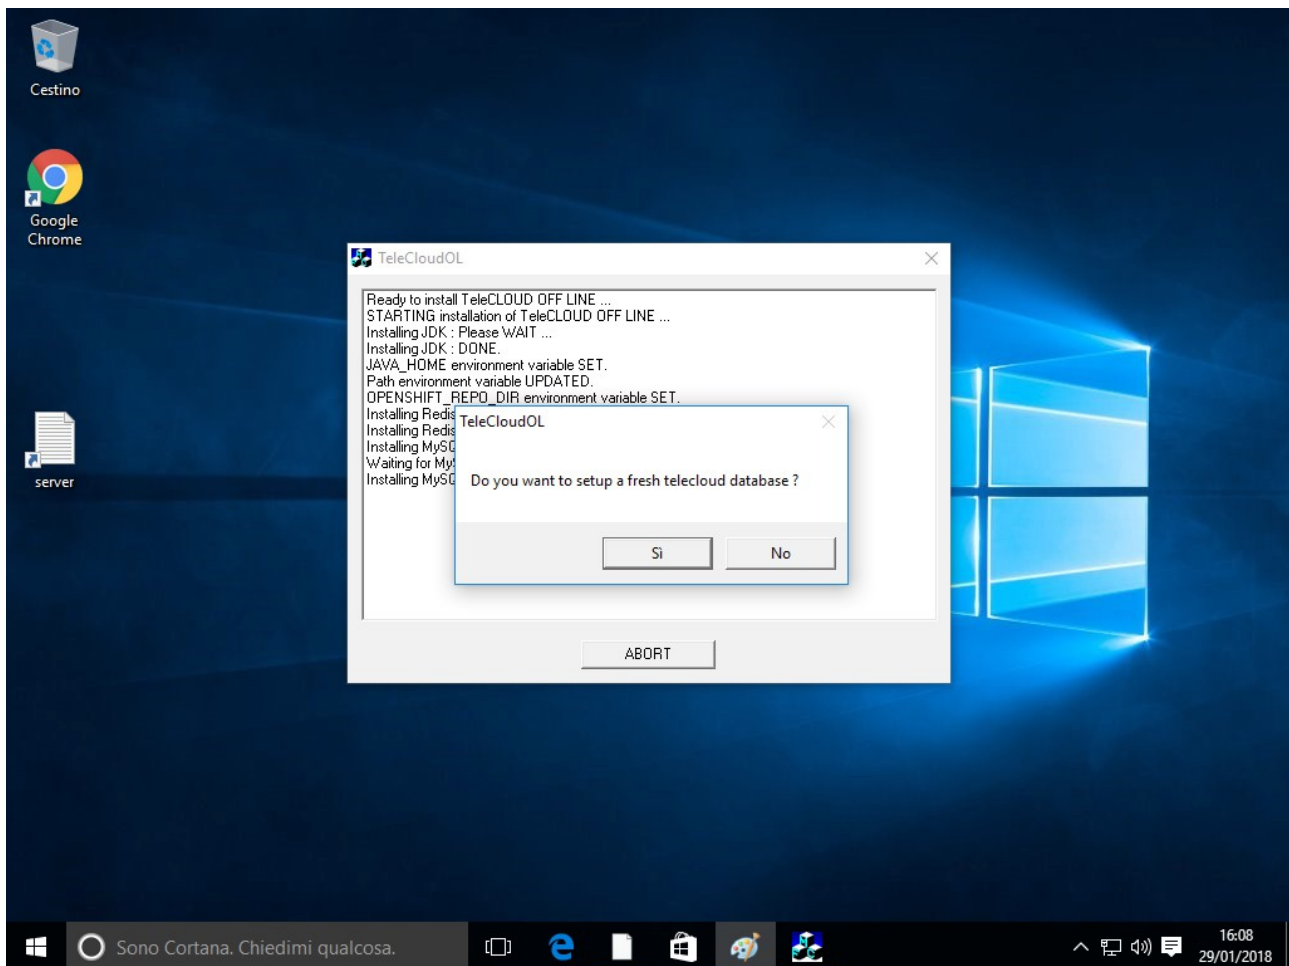 Cestino
Google
Chrome
server
TeleCloudOL
Ready to install TeleCLOUD OFF LINE ...
STARTING installation of TeleCLOUD OFF LINE ...
Installing JDK : Please WAIT ...
Installing JDK : DONE.
JAVA_HOME environment variable SET.
Path environment variable UPDATED.
OPENSHIFT_REPO_DIR environment variable SET.
Installing Redis
Installing Redis
Installing
Waiting for
Installing
TeleCloudOL
Do you want to setup a fresh telecloud database ?
Sì
No
ABORT
Sono Cortana. Chiedimi qualcosa.
16:08
29/01/2018